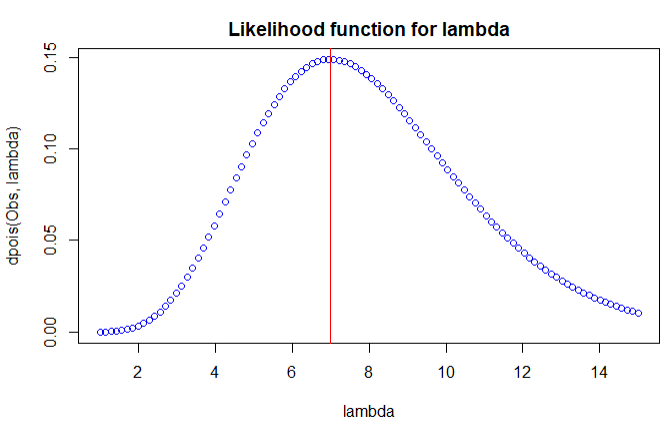 Likelihood function for lambda
dpois(Obs, lambda)
0.15
0.10
0.05
0.00
2 4 6 8 10 12 14
lambda